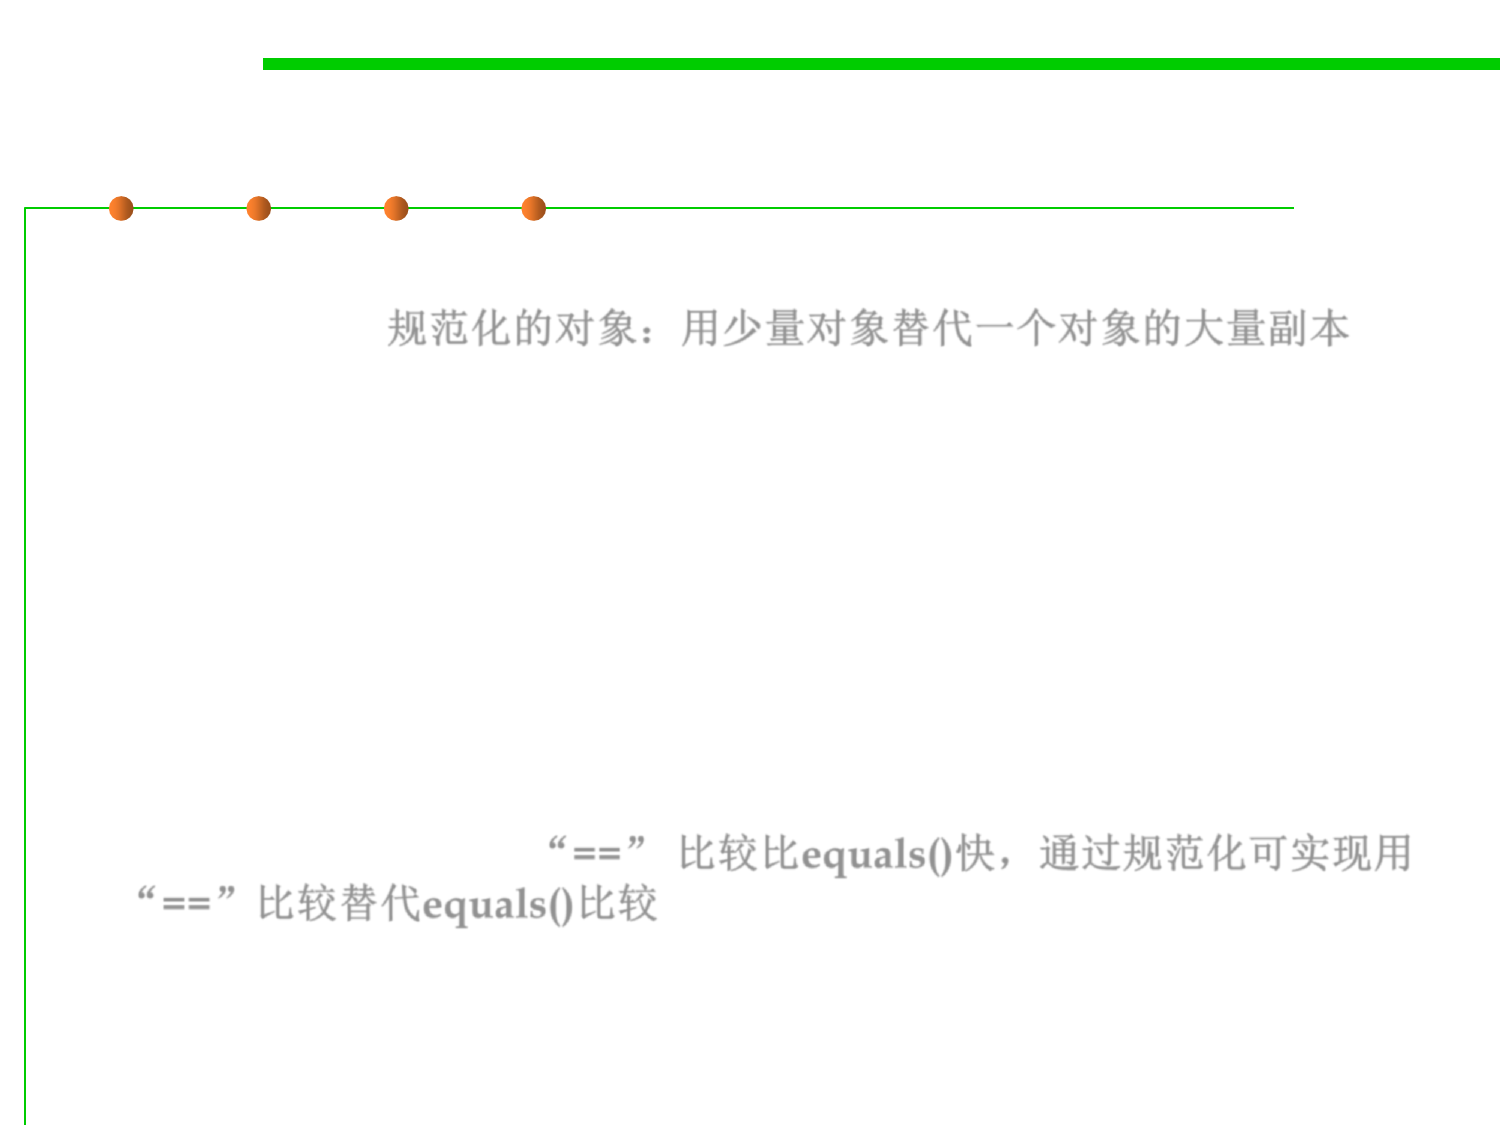 规范化的对象：用少量对象替代一个对象的大量副本
“==” 比较比equals()快，通过规范化可实现用
“==”比较替代equals()比较